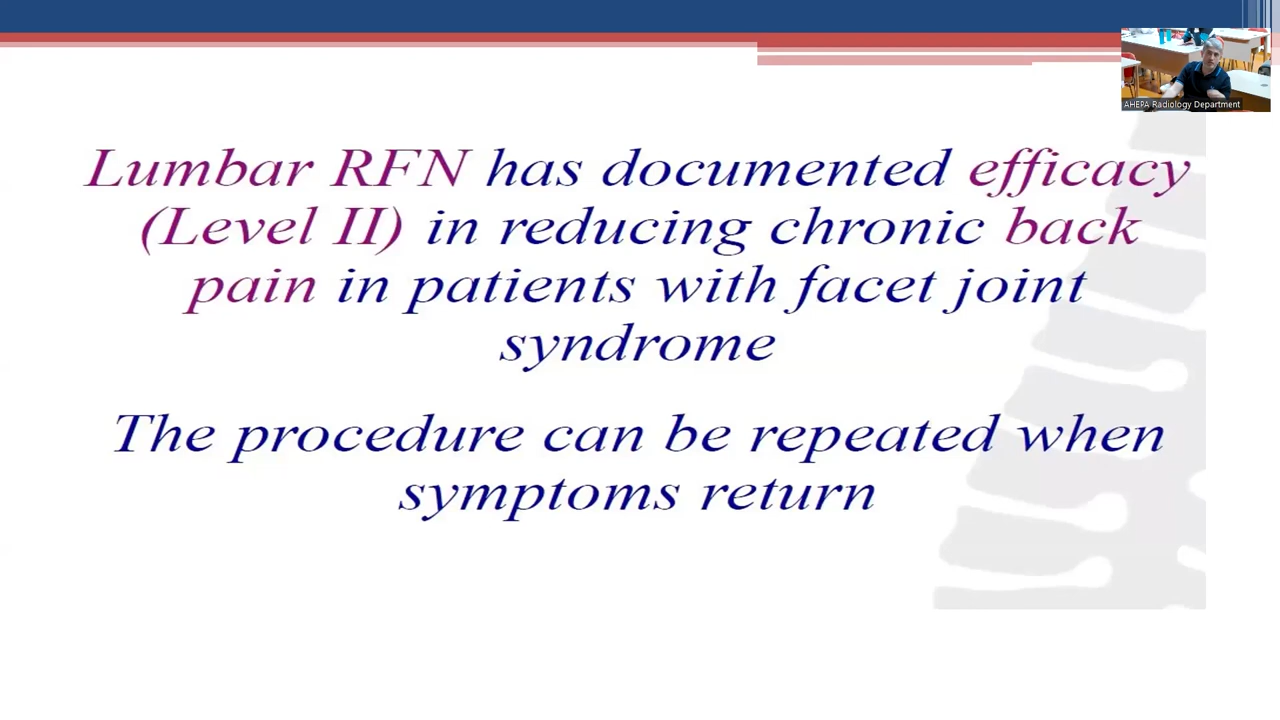 AHEPA Radiology Department
Lumbar RFN has documented efficacy
(Level II) in reducing chronic back
pain in patients with facet joint
syndrome
The procedure can be repeated when
symptoms return